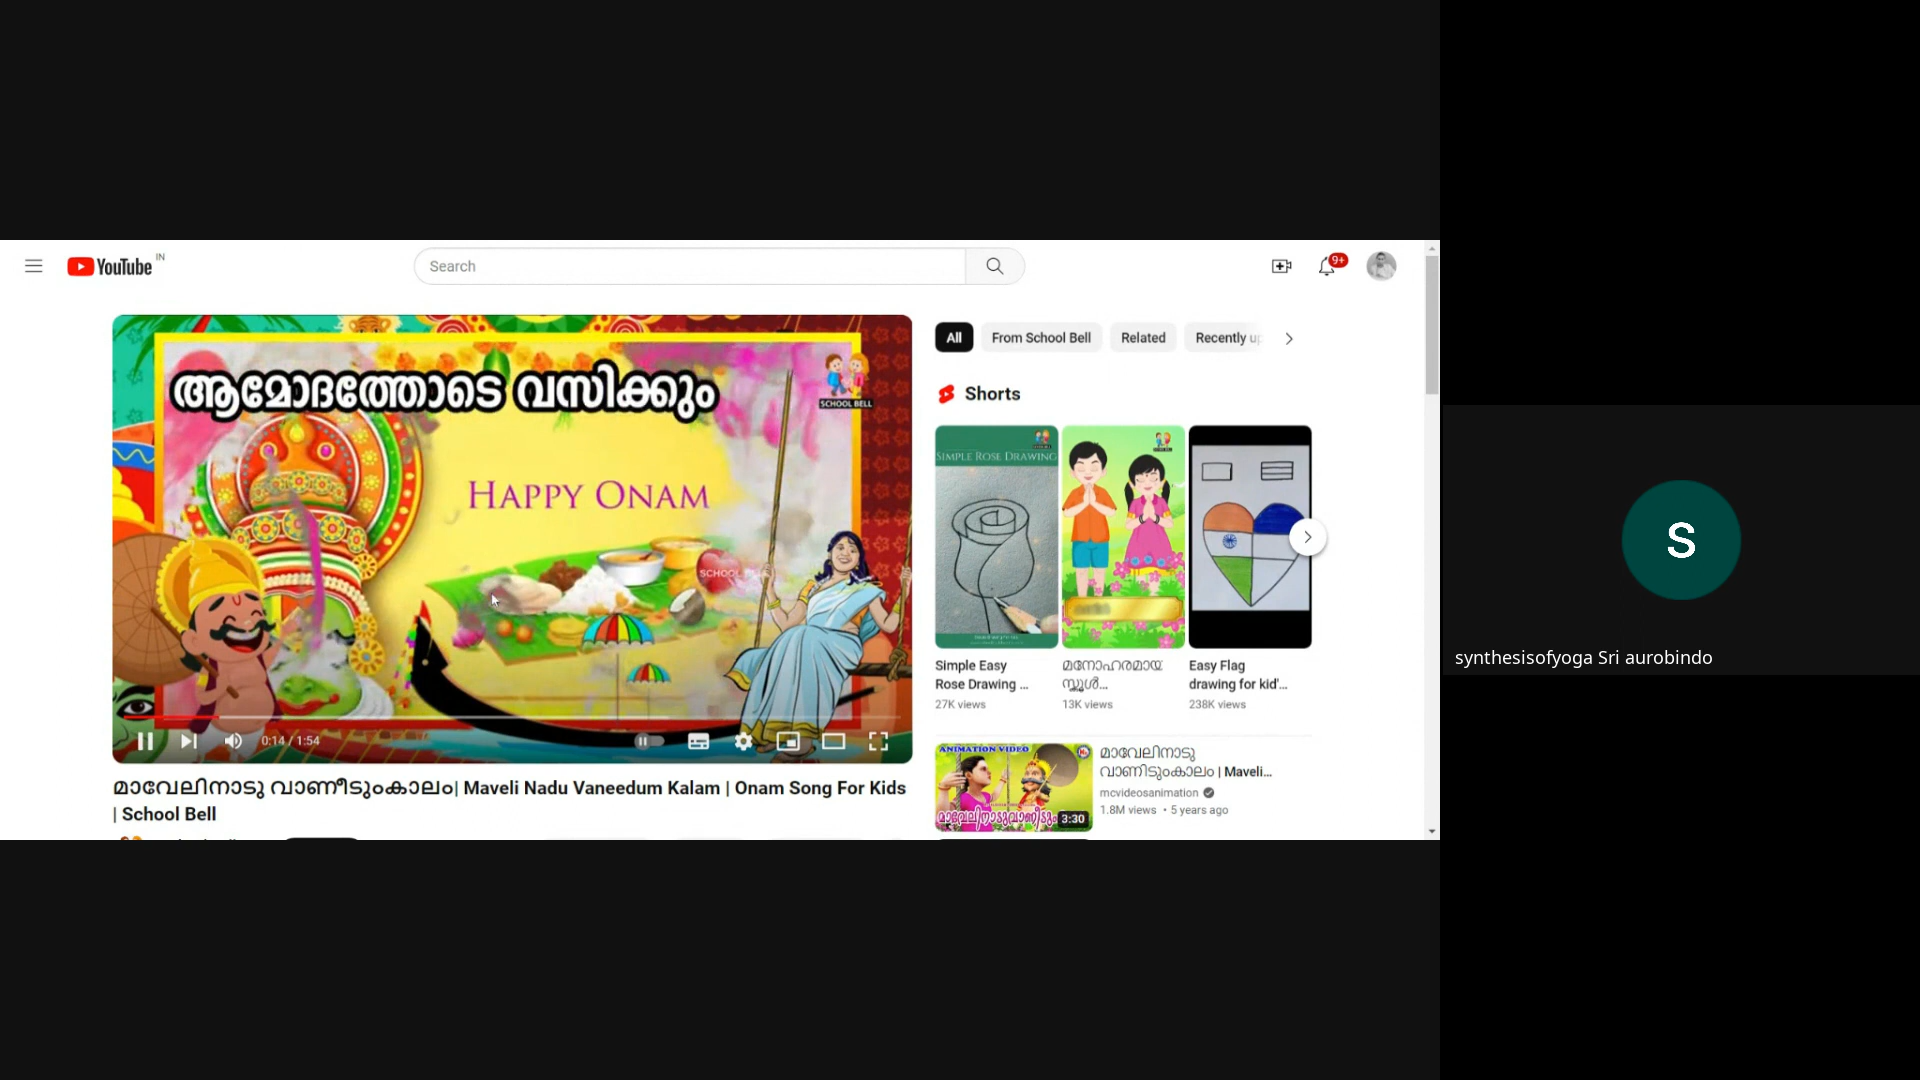 YouTube IN
Search
9+
ആമോദത്തോടെ വസിക്കും
SCHOOL BELL
HAPPY ONAM
SCHOOL BELL
0:14 / 1:54
മാവേലിനാടു വാണീടുംകാലം| Maveli Nadu Vaneedum Kalam | Onam Song For Kids
| School Bell
All
From School Bell
Related
Recently up
Shorts
SIMPLE ROSE DRAWING
Simple Easy
Rose Drawing ...
27K views
മനോഹരമായ
സ്കൂൾ...
13K views
Easy Flag
drawing for kid'...
238K views
ANIMATION VIDEO
മാവേലിനാടുവാണീടും
3:30
മാവേലിനാടു
വാണിടുംകാലം | Maveli...
mcvideosanimation
1.8M views • 5 years ago
S
synthesisofyoga Sri aurobindo